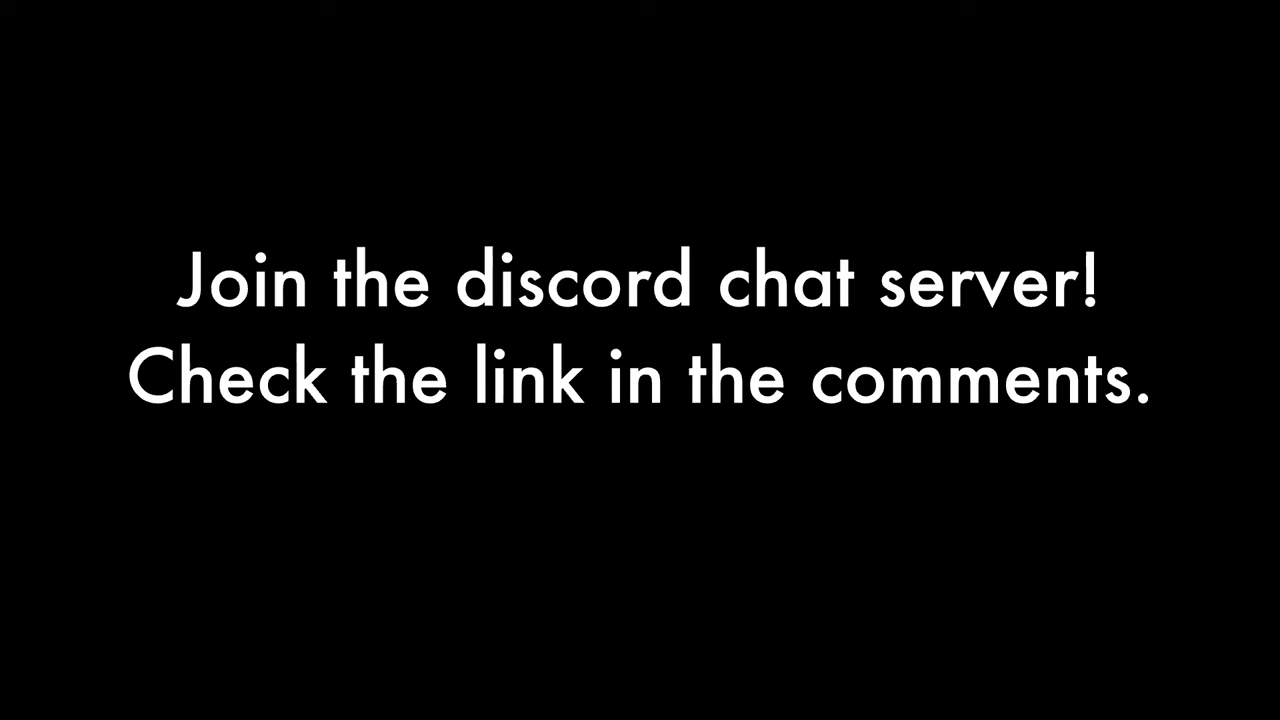 Join the discord chat server!
Check the link in the comments.